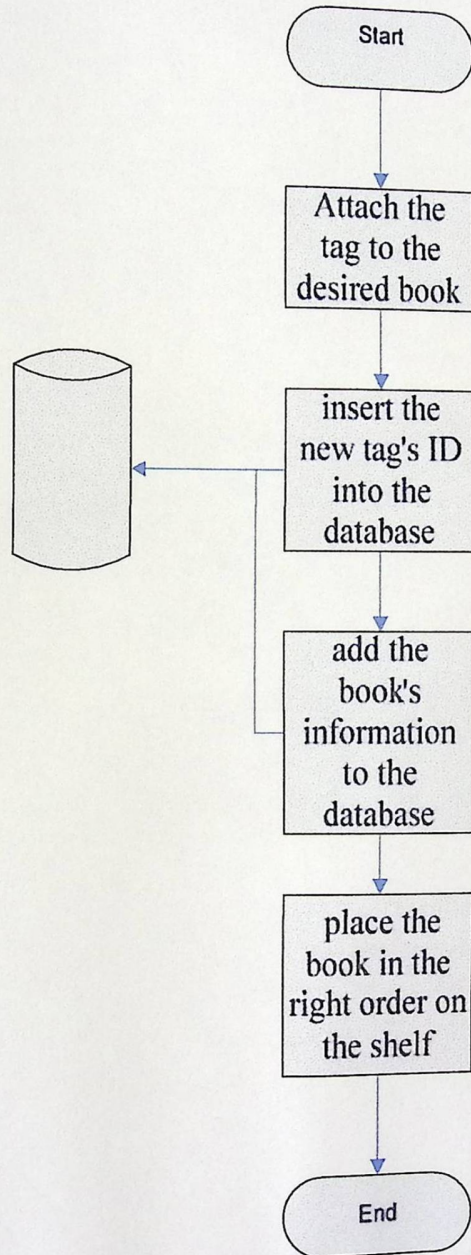 Start
Attach the
tag to the
desired book
insert the
new tag's ID
into the
database
add the
book's
information
to the
database
place the
book in the
right order on
the shelf
End